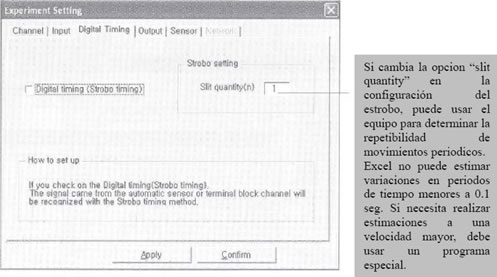 Experiment Setting
Channel | Input | Digital Timing | Output | Sensor |
Strobo setting
Digital timing (Strobo timing)
Slit quantity(n) 1
How to set up
If you check on the Digital timing(Strobo timing).
The signal came from the automatic sensor or terminal block channel will
be recognized with the Strobo timing method.
Apply
Confirm
Si cambia la opcion “slit
quantity” en la
configuración del
estrobo, puede usar el
equipo para determinar la
repetibilidad de
movimientos periodicos.
Excel no puede estimar
variaciones en periodos
de tiempo menores a 0.1
seg. Si necesita realizar
estimaciones a una
velocidad mayor, debe
usar un programa
especial.